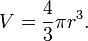 V = \frac{4}{3}\pi r^3.